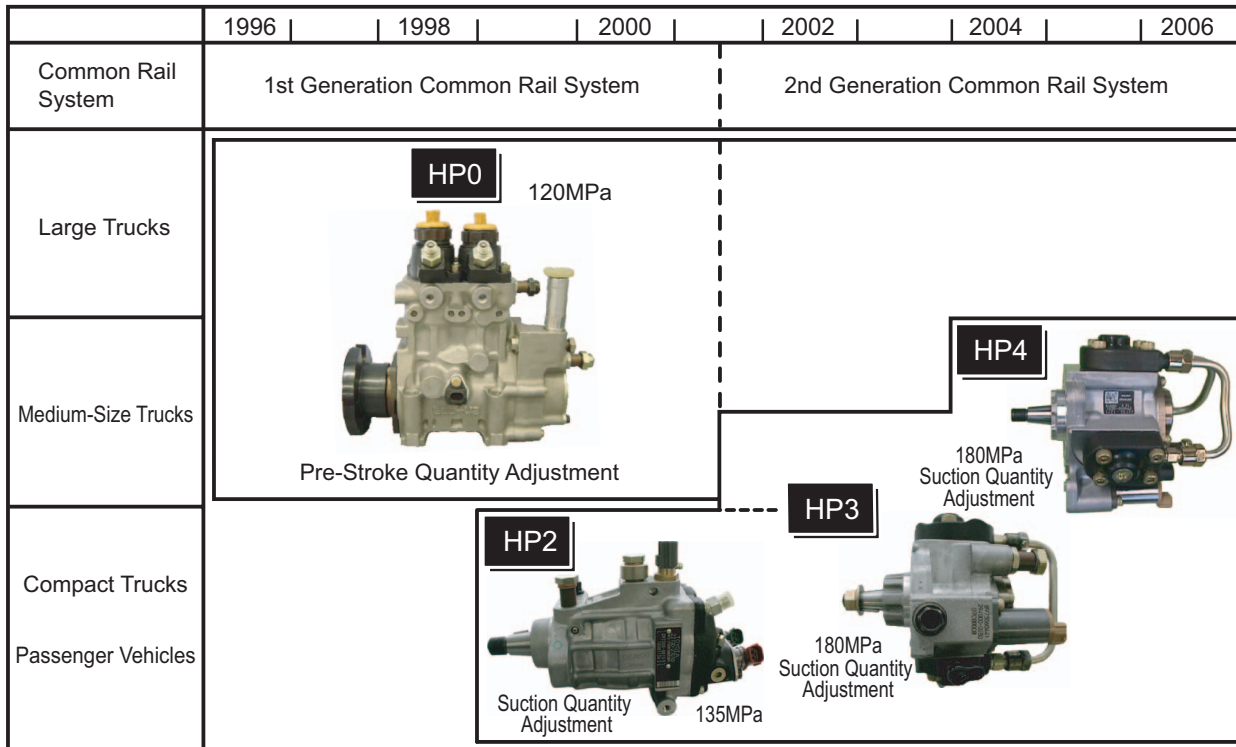 1996 | | 1998 | | 2000 | | 2002 | | 2004 | | 2006
Common Rail
System
1st Generation Common Rail System
2nd Generation Common Rail System
Large Trucks
HP0
120MPa
Pre-Stroke Quantity Adjustment
Medium-Size Trucks
HP4
180MPa
Suction Quantity
Adjustment
Compact Trucks
Passenger Vehicles
HP2
Suction Quantity
Adjustment
135MPa
HP3
180MPa
Suction Quantity
Adjustment